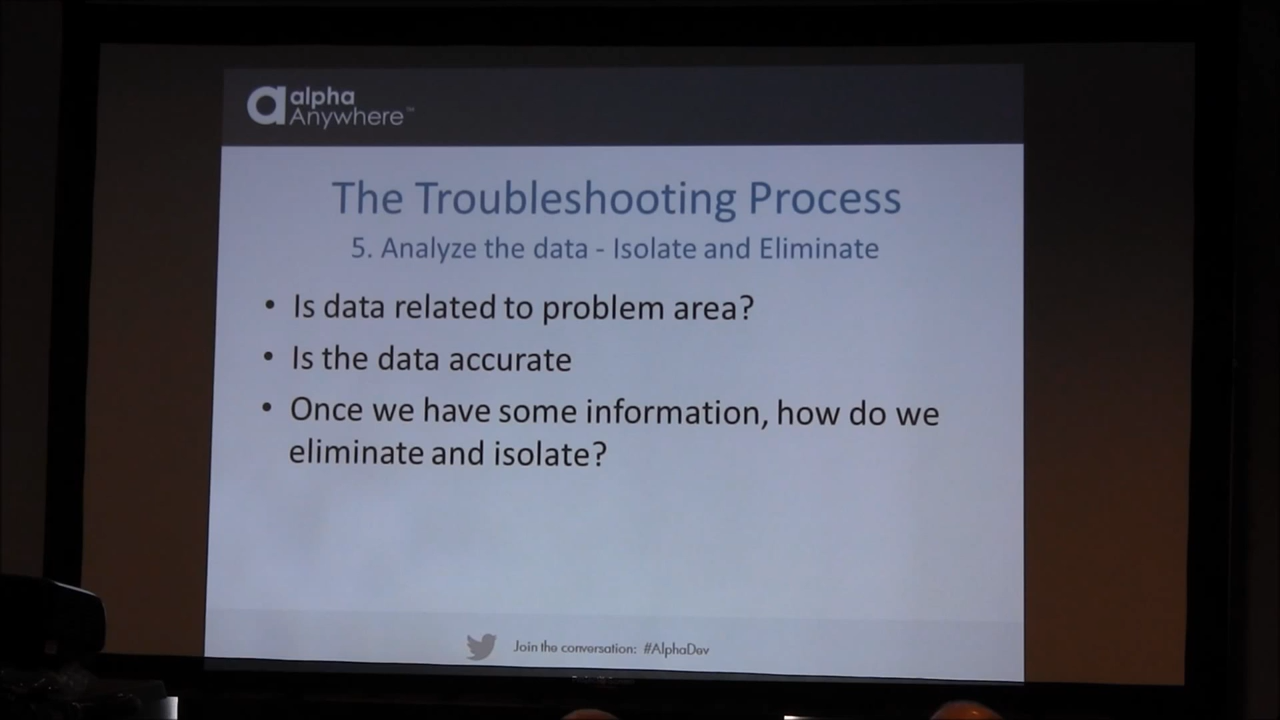 alpha
Anywhere™
The Troubleshooting Process
5. Analyze the data - Isolate and Eliminate
• Is data related to problem area?
• Is the data accurate
• Once we have some information, how do we
eliminate and isolate?
Join the conversation: #AlphaDev